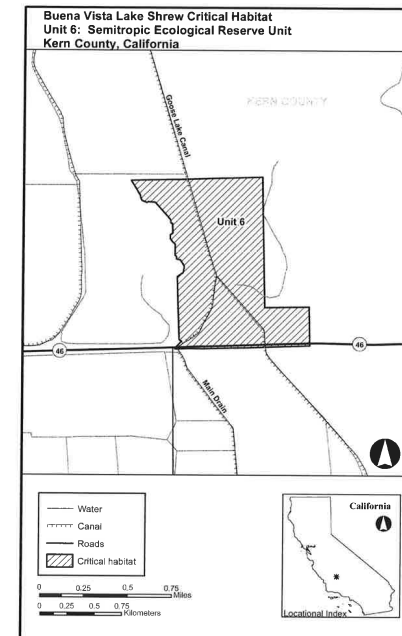 Buena Vista Lake Shrew Critical Habitat
Unit 6: Semitropic Ecological Reserve Unit
Kern County, California
KERN COUNTY
Goose Lake Canal
Unit 6
46
46
Main Drain
Water
Canal
Roads
Critical habitat
0 0.25 0.5 0.75
Miles
0 0.25 0.5 0.75
Kilometers
California
Locational Index